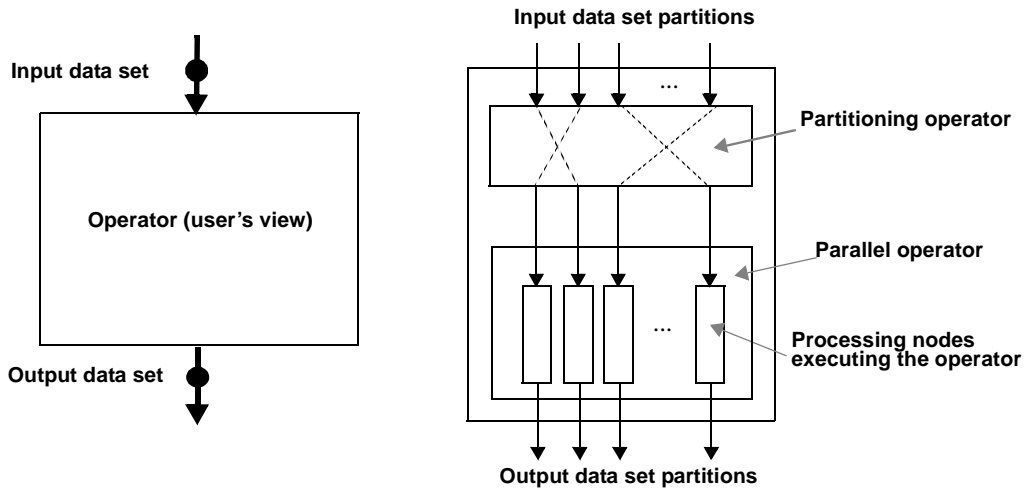 Input data set
Operator (user's view)
Output data set
Input data set partitions
...
Partitioning operator
Parallel operator
...
Processing nodes
executing the operator
Output data set partitions